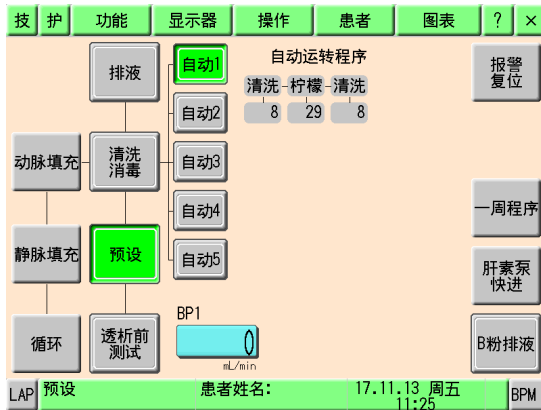 技 护 功能 显示器 操作 患者 图表 ? ×
排液
自动1
自动运转程序
清洗-柠檬-清洗
8 29 8
报警
复位
自动2
动脉填充
清洗
消毒
自动3
自动4
一周程序
静脉填充
预设
自动5
肝素泵
快进
循环
透析前
测试
BP1
0
mL/min
B粉排液
LAP
预设
患者姓名:
17.11.13 周五
11:25
BPM